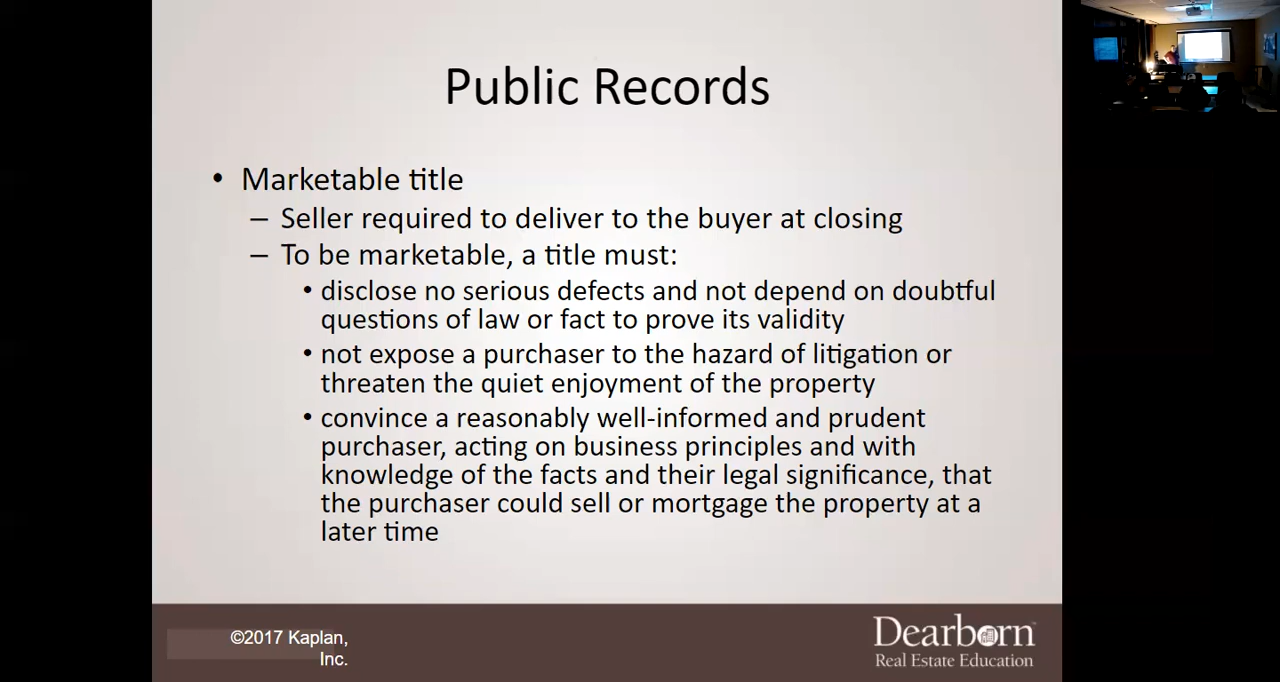 Public Records
• Marketable title
– Seller required to deliver to the buyer at closing
– To be marketable, a title must:
• disclose no serious defects and not depend on doubtful
questions of law or fact to prove its validity
• not expose a purchaser to the hazard of litigation or
threaten the quiet enjoyment of the property
• convince a reasonably well-informed and prudent
purchaser, acting on business principles and with
knowledge of the facts and their legal significance, that
the purchaser could sell or mortgage the property at a
later time
©2017 Kaplan,
Inc.
Dearborn™
Real Estate Education